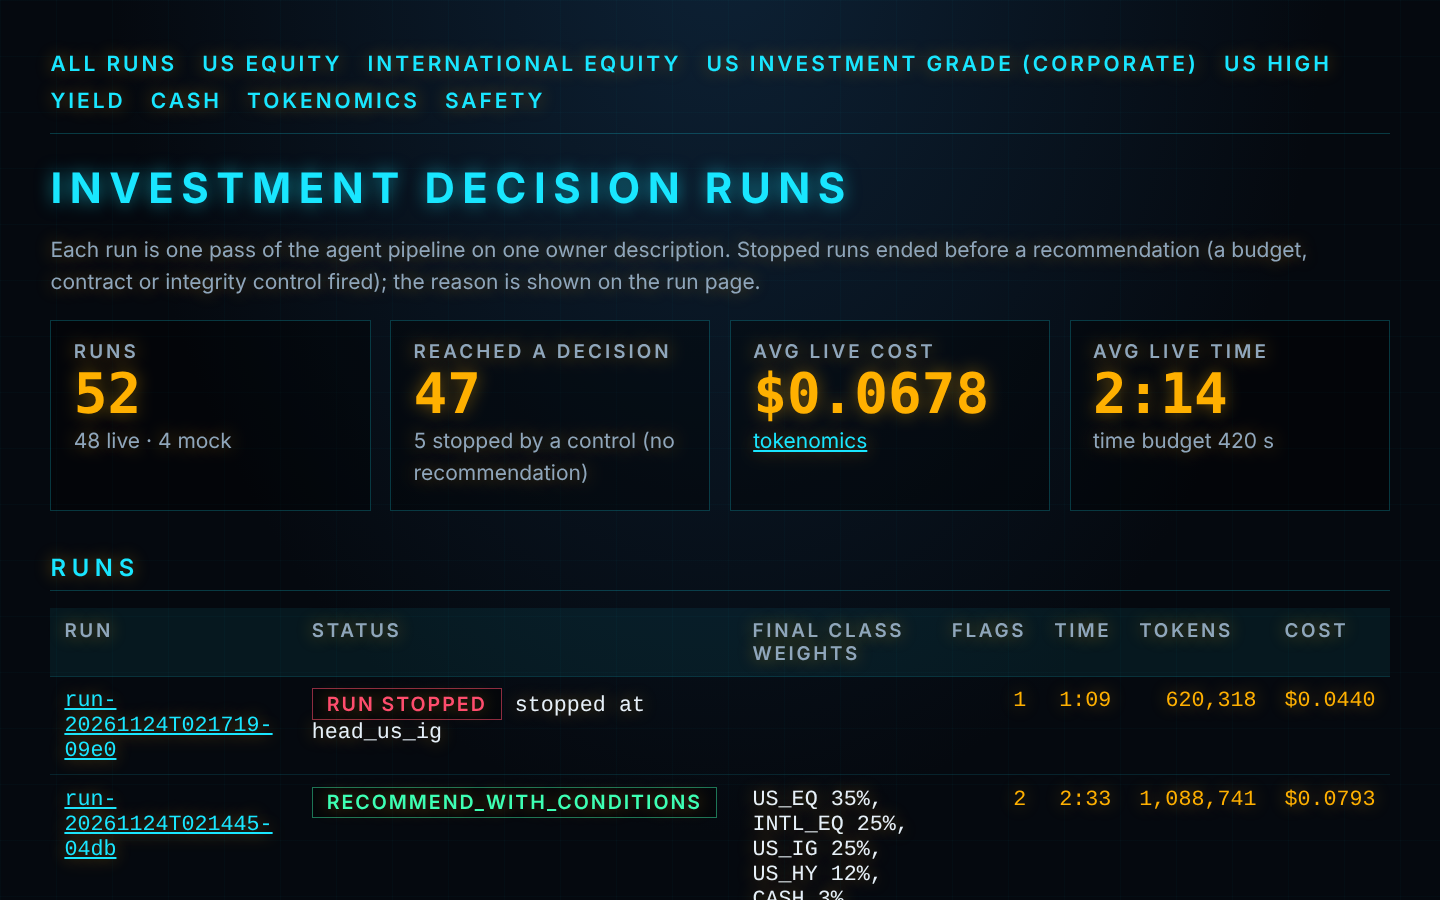 ALL RUNS US EQUITY INTERNATIONAL EQUITY US INVESTMENT GRADE (CORPORATE) US HIGH
YIELD CASH TOKENOMICS SAFETY
INVESTMENT DECISION RUNS
Each run is one pass of the agent pipeline on one owner description. Stopped runs ended before a recommendation (a budget,
contract or integrity control fired); the reason is shown on the run page.
RUNS
52
48 live · 4 mock
REACHED A DECISION
47
5 stopped by a control (no
recommendation)
AVG LIVE COST
$0.0678
tokenomics
AVG LIVE TIME
2:14
time budget 420 s
RUNS
RUN STATUS FINAL CLASS FLAGS TIME TOKENS COST
WEIGHTS
run- RUN STOPPED stopped at 1 1:09 620,318 $0.0440
20261124T021719- head_us_ig
09e0
run- RECOMMEND_WITH_CONDITIONS US_EQ 35%, 2 2:33 1,088,741 $0.0793
20261124T021445- INTL_EQ 25%,
04db US_IG 25%,
US_HY 12%,
CASH 3%